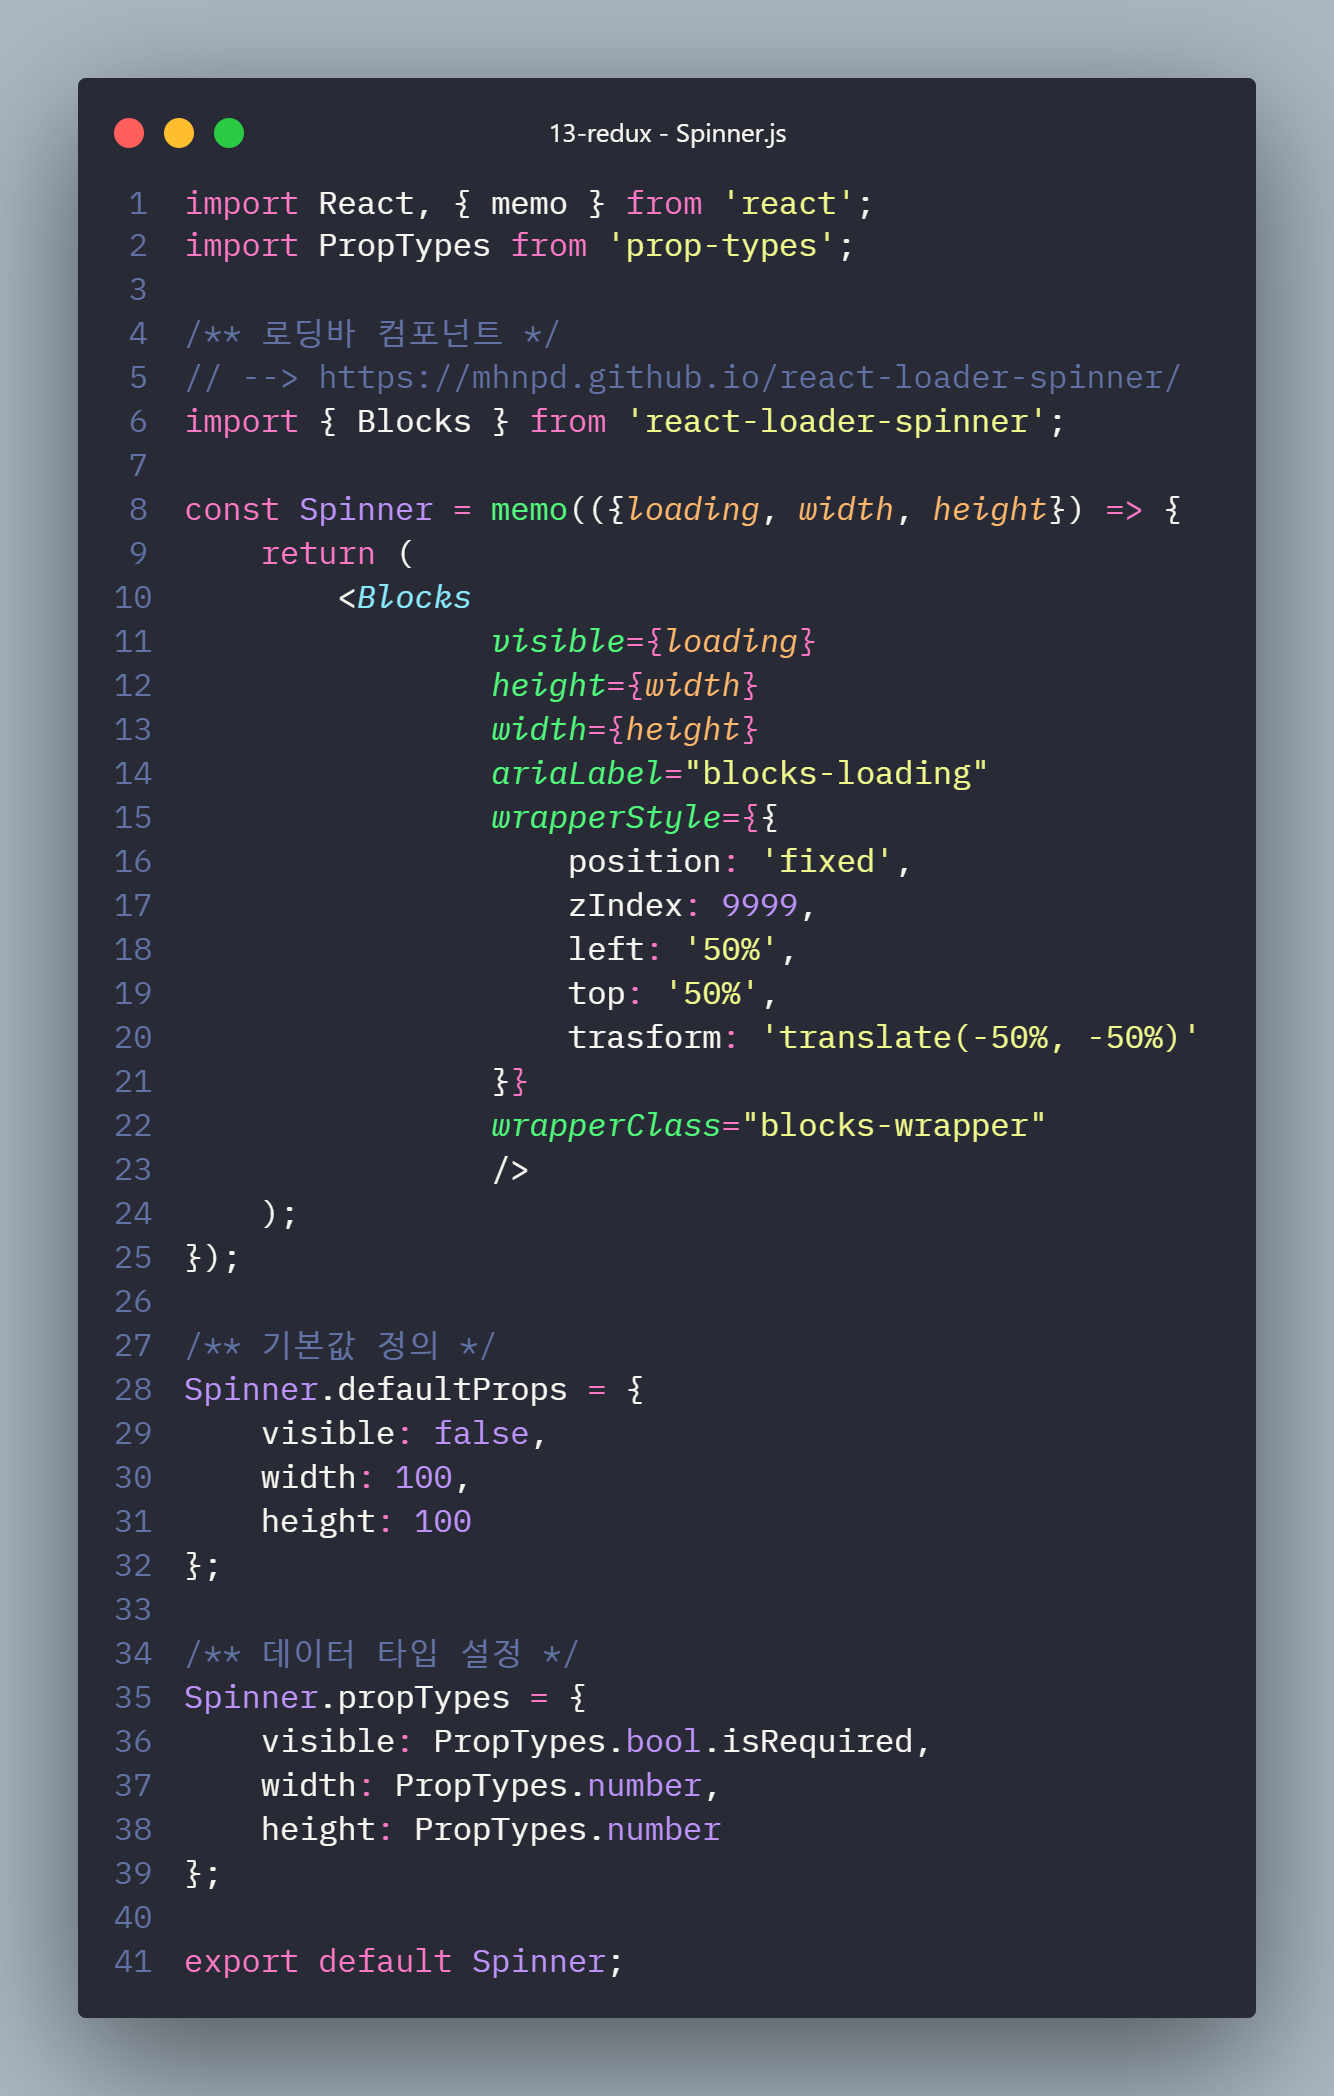 13-redux - Spinner.js
1 import React, { memo } from 'react';
2 import PropTypes from 'prop-types';
3
4 /** 로딩바 컴포넌트 */
5 // --> https://mhnpd.github.io/react-loader-spinner/
6 import { Blocks } from 'react-loader-spinner';
7
8 const Spinner = memo(({loading, width, height}) => {
9     return (
10         <Blocks
11                 visible={loading}
12                 height={width}
13                 width={height}
14                 ariaLabel="blocks-loading"
15                 wrapperStyle={{
16                     position: 'fixed',
17                     zIndex: 9999,
18                     left: '50%',
19                     top: '50%',
20                     trasform: 'translate(-50%, -50%)'
21                 }}
22                 wrapperClass="blocks-wrapper"
23                 />
24     );
25 });
26
27 /** 기본값 정의 */
28 Spinner.defaultProps = {
29     visible: false,
30     width: 100,
31     height: 100
32 };
33
34 /** 데이터 타입 설정 */
35 Spinner.propTypes = {
36     visible: PropTypes.bool.isRequired,
37     width: PropTypes.number,
38     height: PropTypes.number
39 };
40
41 export default Spinner;